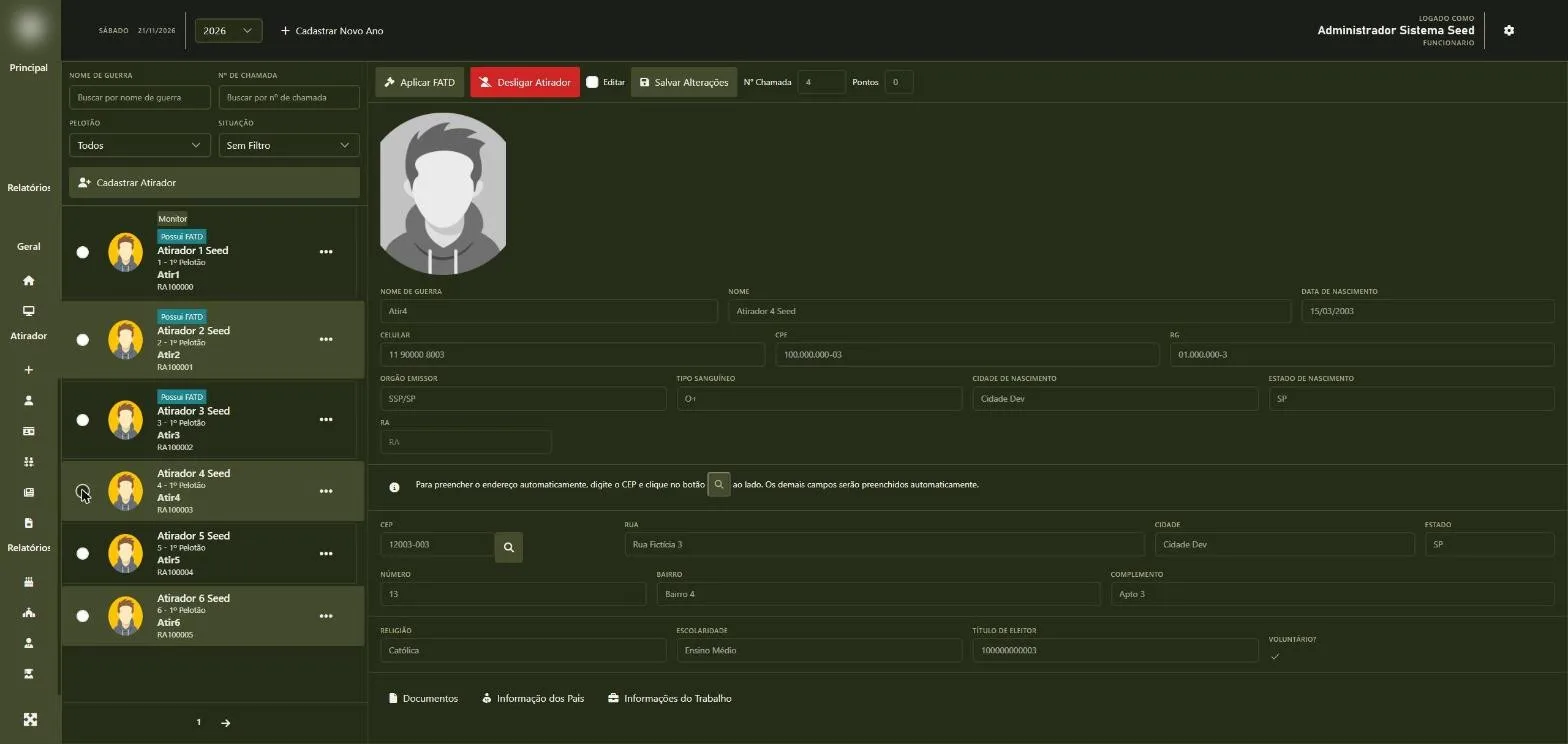 SÁBADO 21/11/2026
2026
Cadastrar Novo Ano
LOGADO COMO
Administrador Sistema Seed
FUNCIONARIO
Principal
Relatórios
Geral
Atirador
Relatórios
NOME DE GUERRA
Nº DE CHAMADA
Buscar por nome de guerra
Buscar por nº de chamada
PELOTÃO
SITUAÇÃO
Todos
Sem Filtro
Cadastrar Atirador
Monitor
Possui FATD
Atirador 1 Seed
1 - 1º Pelotão
Atir1
RA100000
Possui FATD
Atirador 2 Seed
2 - 1º Pelotão
Atir2
RA100001
Possui FATD
Atirador 3 Seed
3 - 1º Pelotão
Atir3
RA100002
Atirador 4 Seed
4 - 1º Pelotão
Atir4
RA100003
Atirador 5 Seed
5 - 1º Pelotão
Atir5
RA100004
Atirador 6 Seed
6 - 1º Pelotão
Atir6
RA100005
1
Aplicar FATD
Desligar Atirador
Editar
Salvar Alterações
Nº Chamada 4
Pontos 0
NOME DE GUERRA
NOME
DATA DE NASCIMENTO
Atir4
Atirador 4 Seed
15/03/2003
CELULAR
CPF
RG
11 90000 8003
100.000.000-03
01.000.000-3
ORGÃO EMISSOR
TIPO SANGUÍNEO
CIDADE DE NASCIMENTO
ESTADO DE NASCIMENTO
SSP/SP
O+
Cidade Dev
SP
RA
RA
Para preencher o endereço automaticamente, digite o CEP e clique no botão ao lado. Os demais campos serão preenchidos automaticamente.
CEP
RUA
CIDADE
ESTADO
12003-003
Rua Fictícia 3
Cidade Dev
SP
NÚMERO
BAIRRO
COMPLEMENTO
13
Bairro 4
Apto 3
RELIGIÃO
ESCOLARIDADE
TÍTULO DE ELEITOR
VOLUNTÁRIO?
Católica
Ensino Médio
100000000003
Documentos
Informação dos Pais
Informações do Trabalho